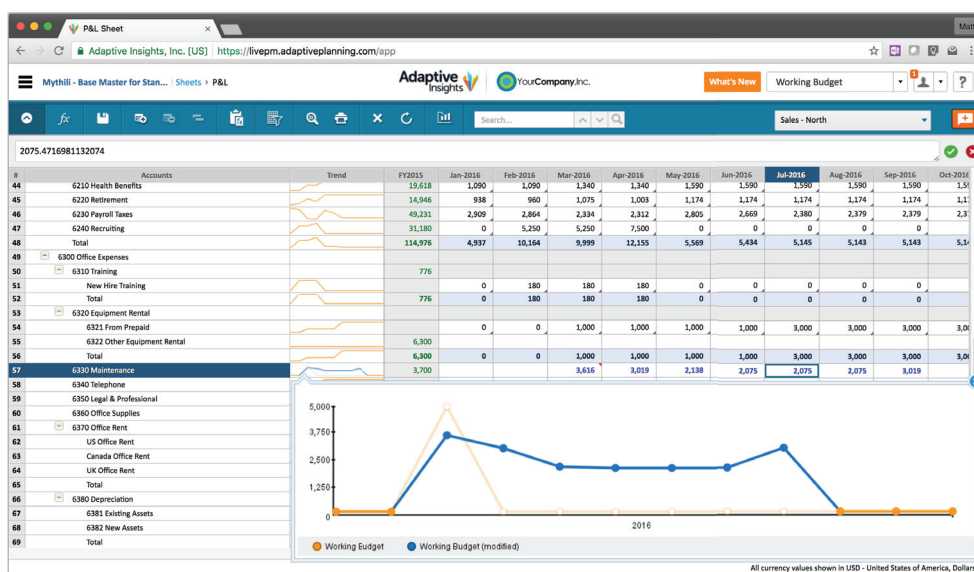 P&L Sheet × Matt
Adaptive Insights, Inc. [US] https://livepm.adaptiveplanning.com/app
Mythili - Base Master for Stan... Sheets › P&L Adaptive Insights YourCompany,Inc. What's New Working Budget 1 ?
fx Search... Sales - North
2075.4716981132074
# Accounts Trend FY2015 Jan-2016 Feb-2016 Mar-2016 Apr-2016 May-2016 Jun-2016 Jul-2016 Aug-2016 Sep-2016 Oct-2016
44 6210 Health Benefits 19,618 1,090 1,090 1,340 1,340 1,590 1,590 1,590 1,590 1,590
45 6220 Retirement 14,946 938 960 1,075 1,003 1,174 1,174 1,174 1,174 1,174
46 6230 Payroll Taxes 49,231 2,909 2,864 2,334 2,312 2,805 2,669 2,380 2,379 2,379
47 6240 Recruiting 31,180 0 5,250 5,250 7,500 0 0 0 0 0
48 Total 114,976 4,937 10,164 9,999 12,155 5,569 5,434 5,145 5,143 5,143
49 6300 Office Expenses
50 6310 Training 776
51 New Hire Training 0 180 180 180 0 0 0 0 0
52 Total 776 0 180 180 180 0 0 0 0 0
53 6320 Equipment Rental
54 6321 From Prepaid 0 0 1,000 1,000 1,000 1,000 3,000 3,000 3,000
55 6322 Other Equipment Rental 6,300
56 Total 6,300 0 0 1,000 1,000 1,000 1,000 3,000 3,000 3,000
57 6330 Maintenance 3,700 3,616 3,019 2,138 2,075 2,075 2,075 3,019
58 6340 Telephone
59 6350 Legal & Professional
60 6360 Office Supplies
61 6370 Office Rent
62 US Office Rent
63 Canada Office Rent
64 UK Office Rent
65 Total
66 6380 Depreciation
67 6381 Existing Assets
68 6382 New Assets
69 Total
5,000
3,750
2,500
1,250
0
2016
Working Budget Working Budget (modified)
All currency values shown in USD - United States of America, Dollars